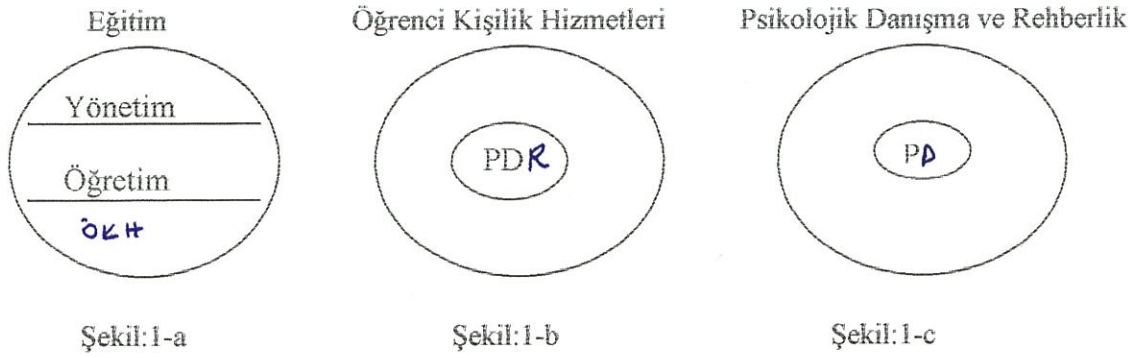 Eğitim
Öğrenci Kişilik Hizmetleri
Psikolojik Danışma ve Rehberlik
Yönetim
Öğretim
ÖKH
PDR
PD
Şekil:1-a
Şekil:1-b
Şekil:1-c